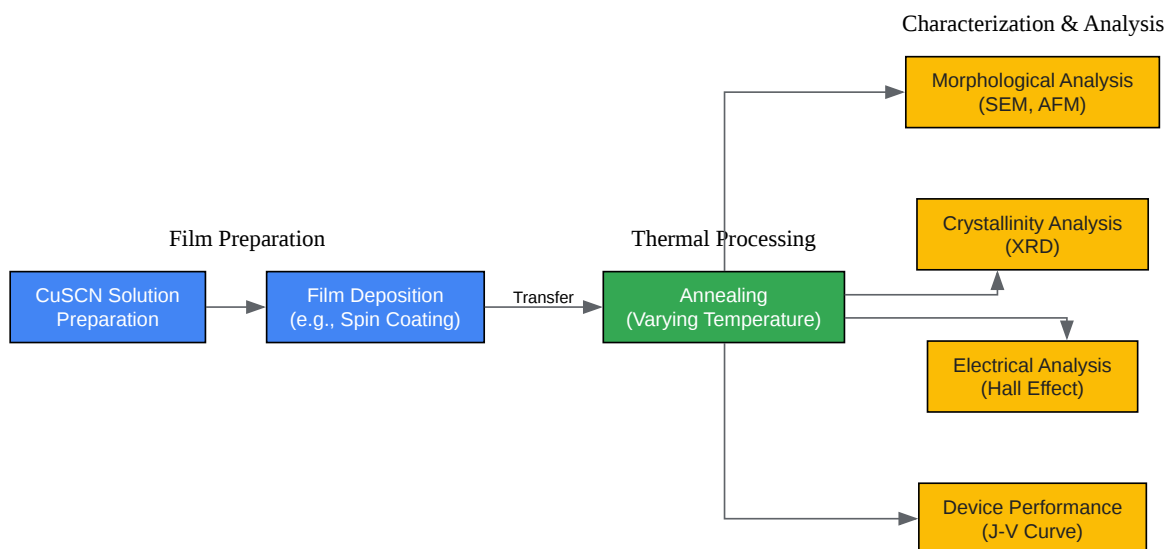 Characterization & Analysis
Morphological Analysis
(SEM, AFM)
Crystallinity Analysis
(XRD)
Film Preparation
Thermal Processing
CuSCN Solution
Preparation
Film Deposition
(e.g., Spin Coating)
Transfer
Annealing
(Varying Temperature)
Electrical Analysis
(Hall Effect)
Device Performance
(J-V Curve)